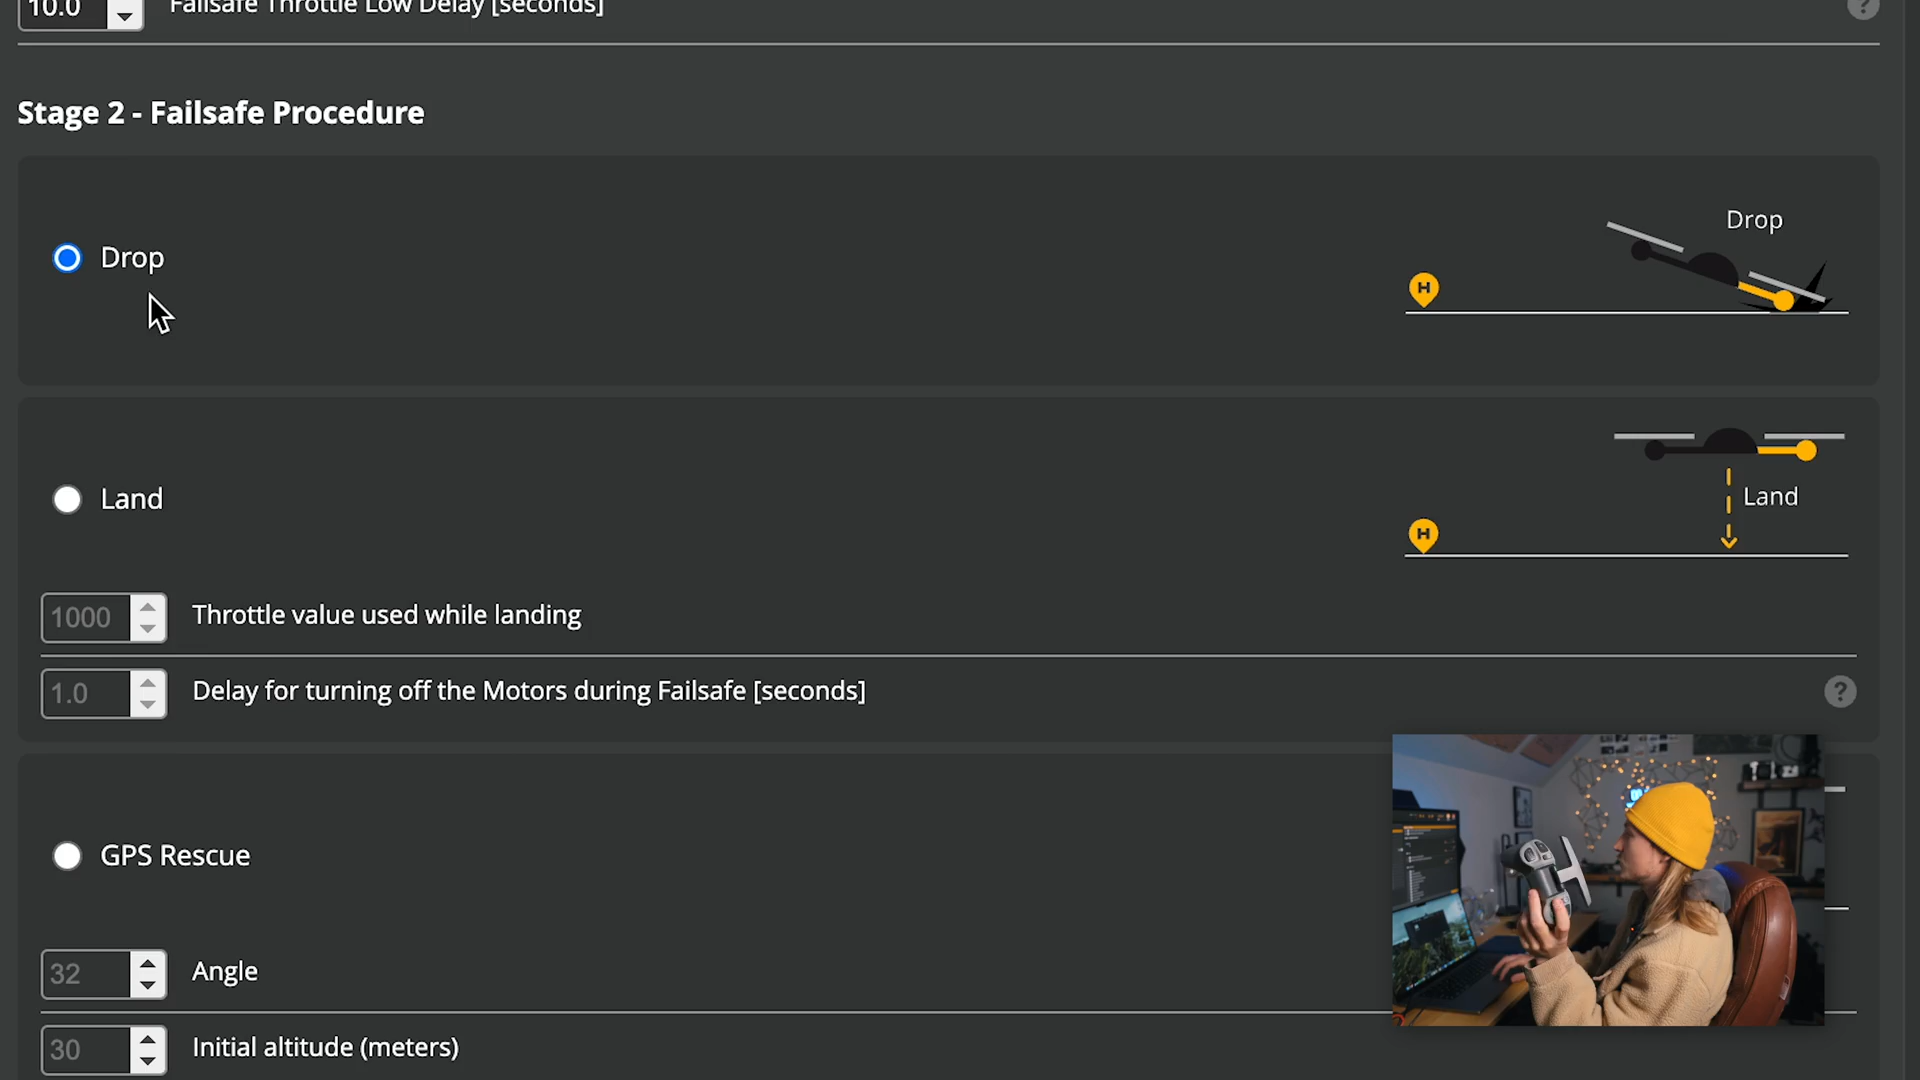 10.0 Failsafe Throttle Low Delay [seconds]
?
Stage 2 - Failsafe Procedure
Drop
Drop
H
Land
Land
H
1000 Throttle value used while landing
1.0 Delay for turning off the Motors during Failsafe [seconds]
?
GPS Rescue
32 Angle
30 Initial altitude (meters)